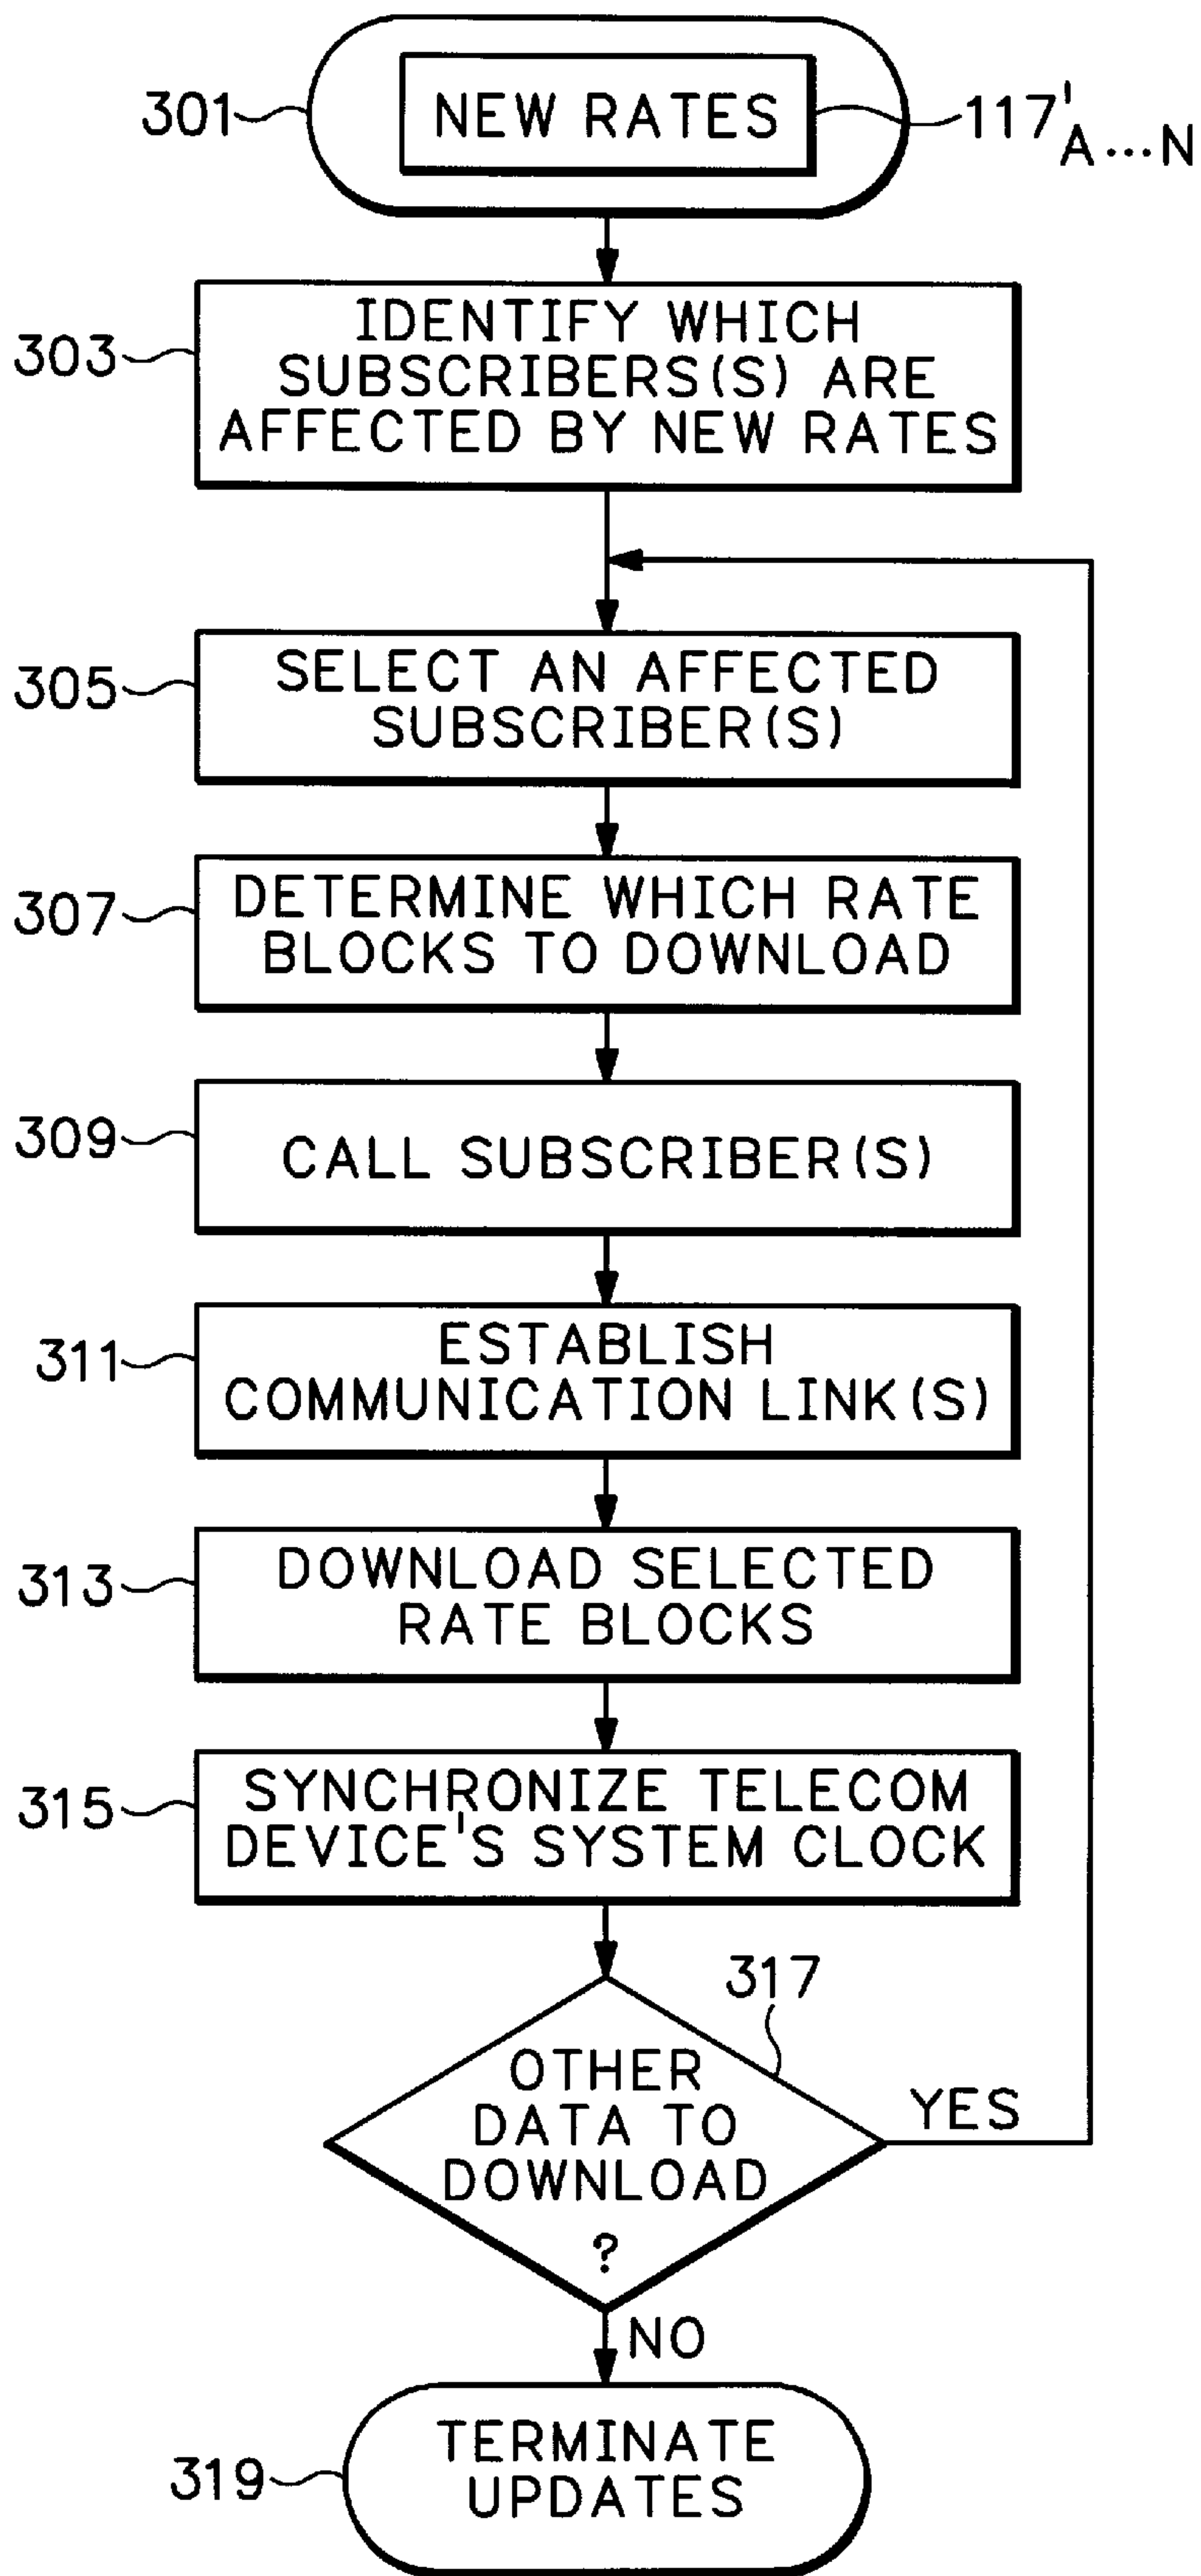 301
NEW RATES
117'A...N
303
IDENTIFY WHICH
SUBSCRIBERS(S) ARE
AFFECTED BY NEW RATES
305
SELECT AN AFFECTED
SUBSCRIBER(S)
307
DETERMINE WHICH RATE
BLOCKS TO DOWNLOAD
309
CALL SUBSCRIBER(S)
311
ESTABLISH
COMMUNICATION LINK(S)
313
DOWNLOAD SELECTED
RATE BLOCKS
315
SYNCHRONIZE TELECOM
DEVICE'S SYSTEM CLOCK
317
OTHER
DATA TO
DOWNLOAD
?
YES
NO
319
TERMINATE
UPDATES